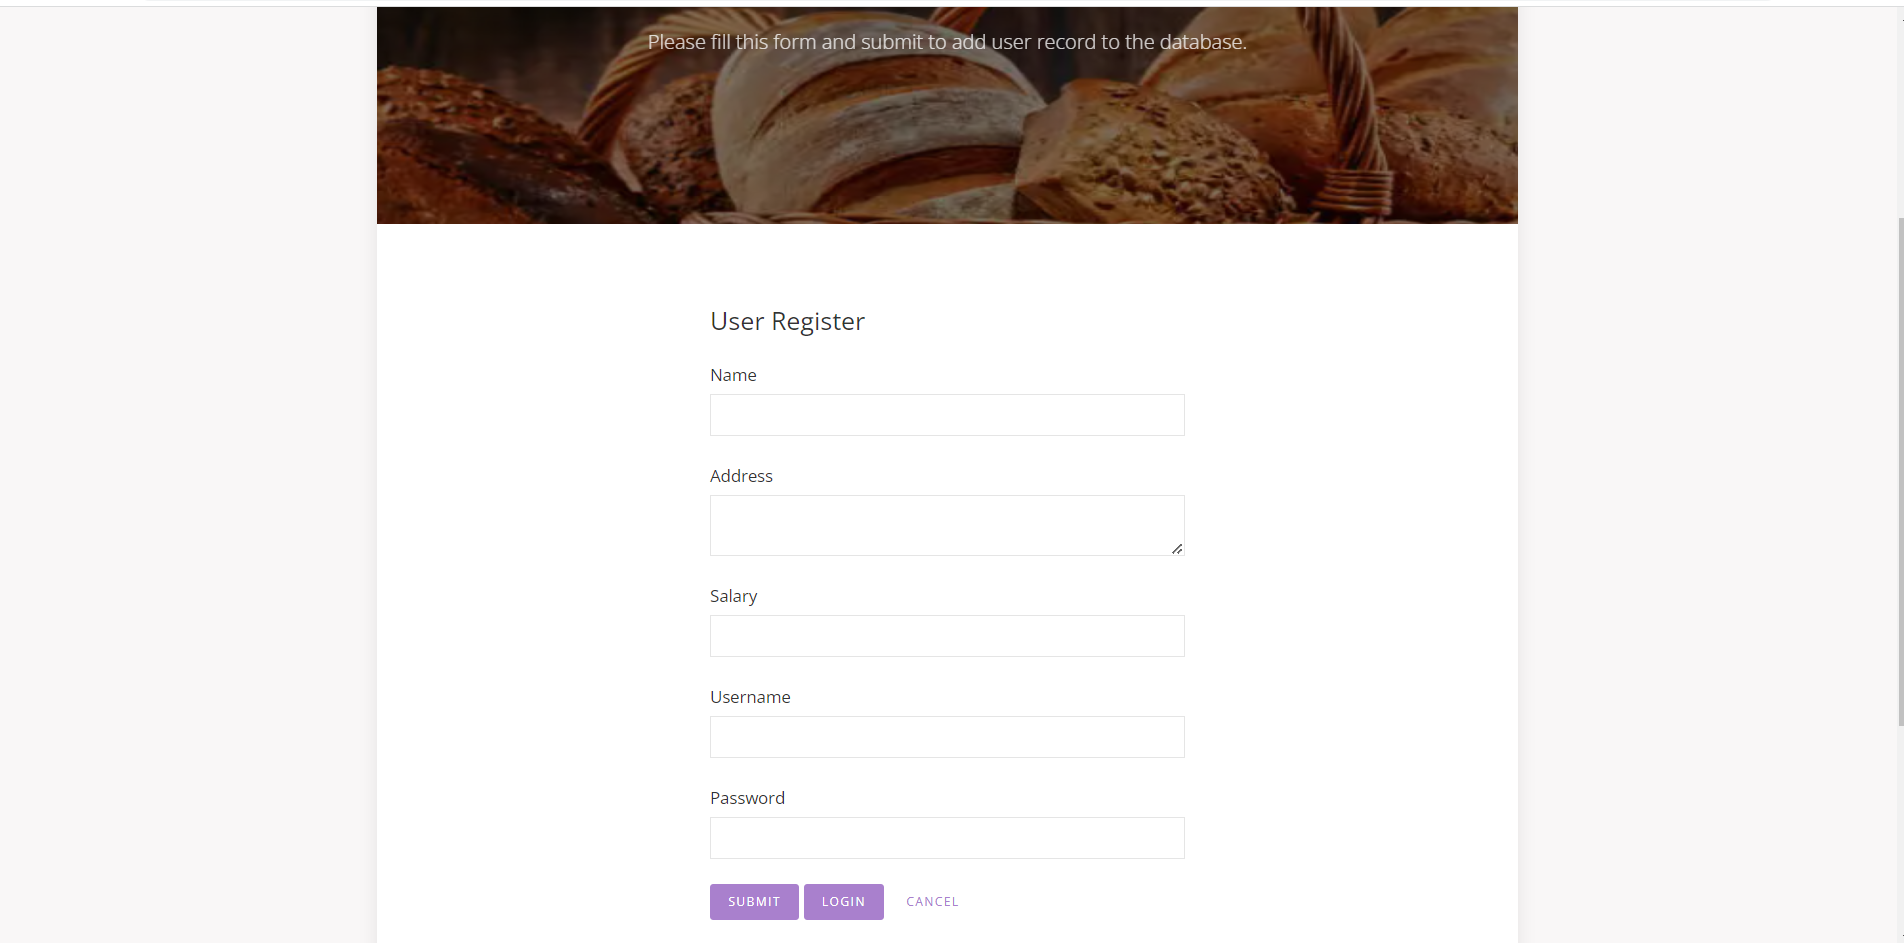 Please fill this form and submit to add user record to the database.
User Register
Name
Address
Salary
Username
Password
SUBMIT LOGIN CANCEL